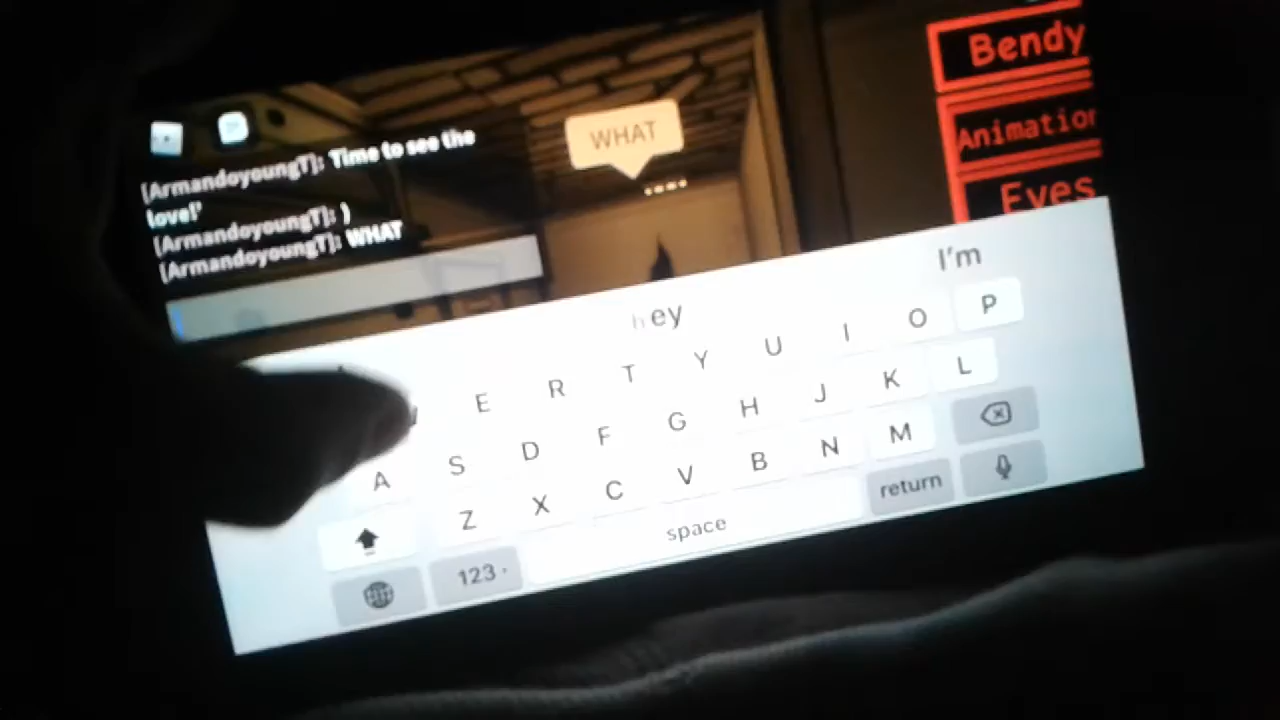 Bendy
WHAT
Animation
[ArmandoyoungT]: Time to see the
love!'
[ArmandoyoungT]: )
[ArmandoyoungT]: WHAT
Eyes
hey
I'm
E R T Y U I O P
A S D F G H J K L
Z X C V B N M
123 space return